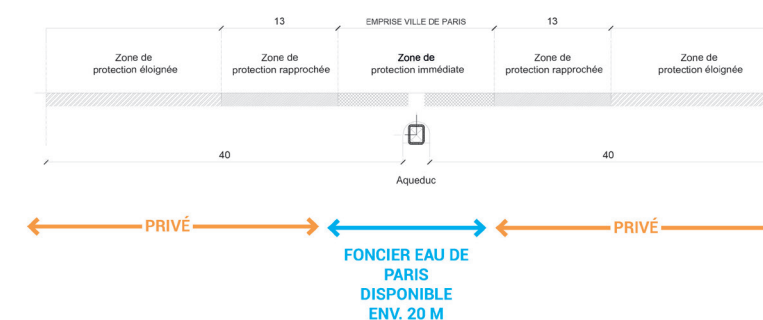 13
EMPRISE VILLE DE PARIS
13
Zone de
protection éloignée
Zone de
protection rapprochée
Zone de
protection immédiate
Zone de
protection rapprochée
Zone de
protection éloignée
40
40
Aqueduc
PRIVÉ
PRIVÉ
FONCIER EAU DE
PARIS
DISPONIBLE
ENV. 20 M